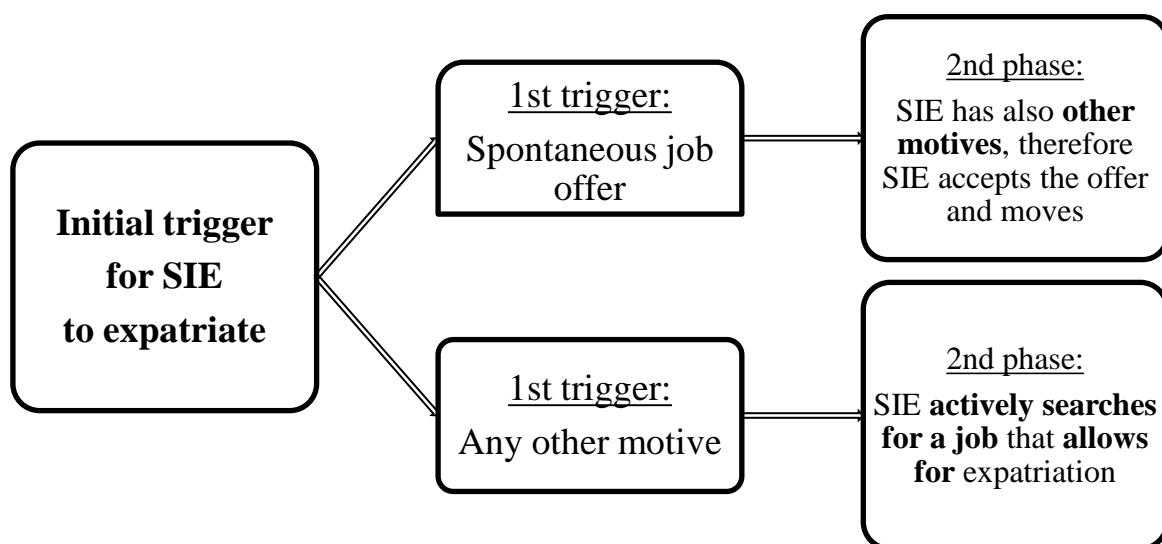 Initial trigger
for SIE
to expatriate
1st trigger:
Spontaneous job
offer
2nd phase:
SIE has also other
motives, therefore
SIE accepts the offer
and moves
1st trigger:
Any other motive
2nd phase:
SIE actively searches
for a job that allows
for expatriation